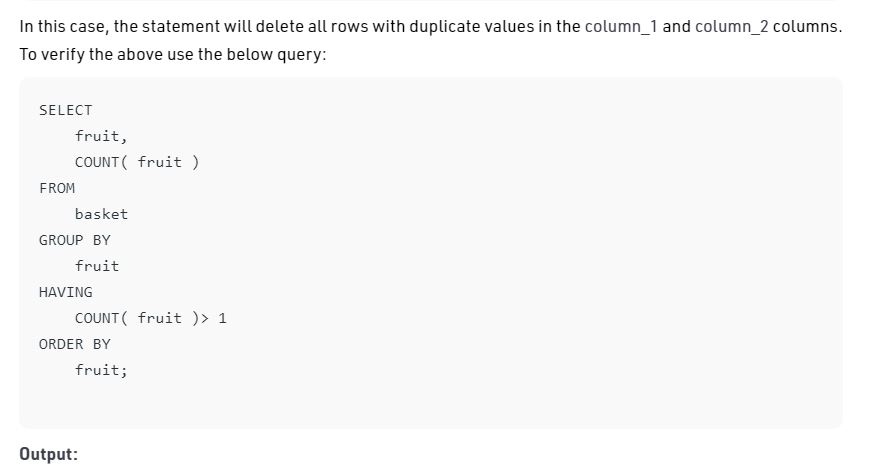 In this case, the statement will delete all rows with duplicate values in the column_1 and column_2 columns.
To verify the above use the below query:
SELECT
    fruit,
    COUNT( fruit )
FROM
    basket
GROUP BY
    fruit
HAVING
    COUNT( fruit )> 1
ORDER BY
    fruit;
Output: